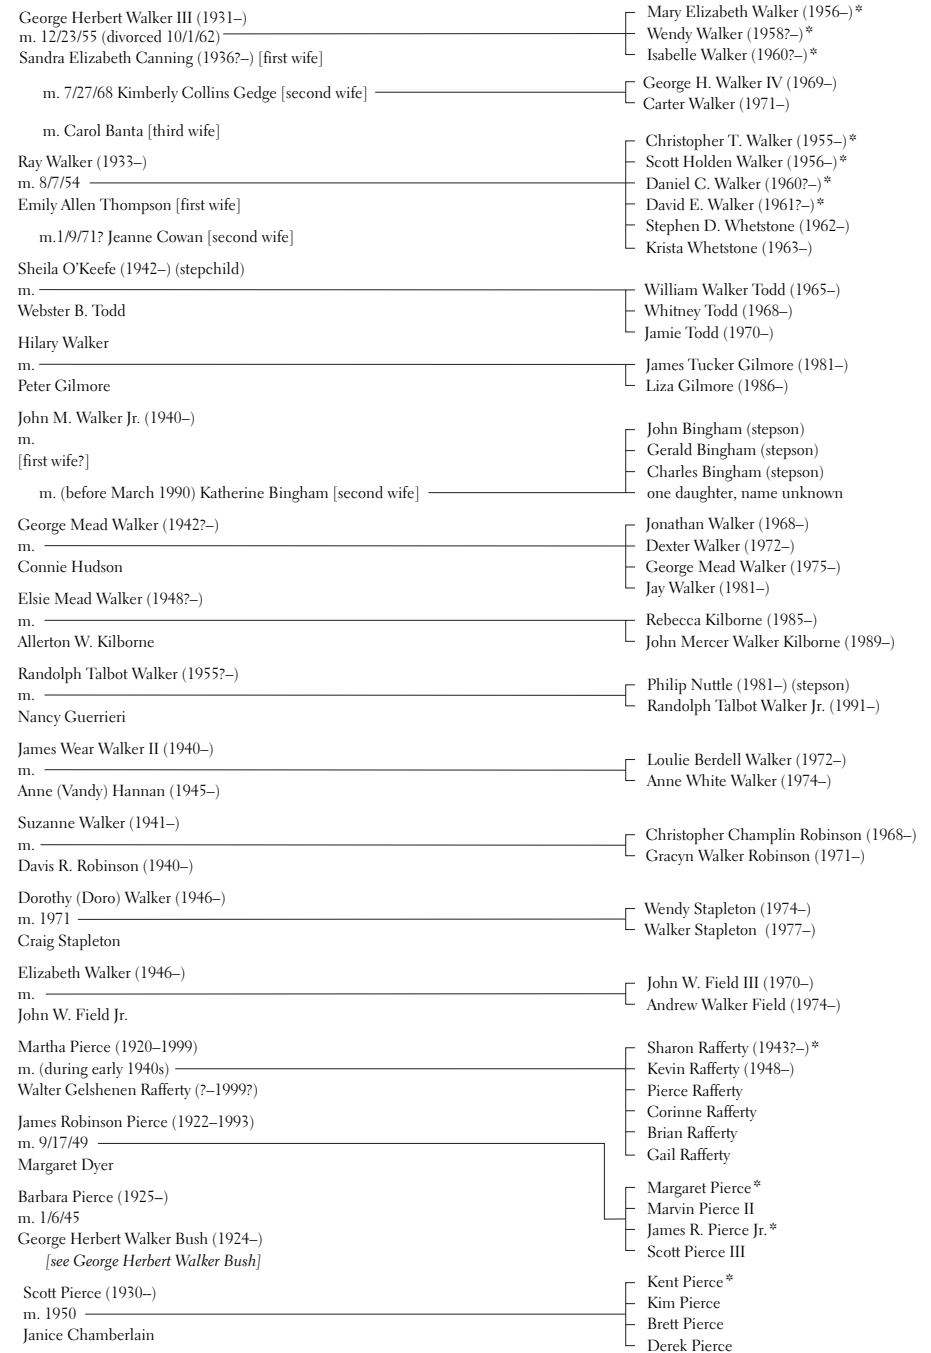 George Herbert Walker III (1931–)
m. 12/23/55 (divorced 10/1/62)
Sandra Elizabeth Canning (1936?–) [first wife]
Mary Elizabeth Walker (1956–)*
Wendy Walker (1958?–)*
Isabelle Walker (1960?–)*
m. 7/27/68 Kimberly Collins Gedge [second wife]
George H. Walker IV (1969–)
Carter Walker (1971–)
m. Carol Banta [third wife]
Ray Walker (1933–)
m. 8/7/54
Emily Allen Thompson [first wife]
m.1/9/71? Jeanne Cowan [second wife]
Christopher T. Walker (1955–)*
Scott Holden Walker (1956–)*
Daniel C. Walker (1960?–)*
David E. Walker (1961?–)*
Stephen D. Whetstone (1962–)
Krista Whetstone (1963–)
Sheila O'Keefe (1942–) (stepchild)
m.
Webster B. Todd
William Walker Todd (1965–)
Whitney Todd (1968–)
Jamie Todd (1970–)
Hilary Walker
m.
Peter Gilmore
James Tucker Gilmore (1981–)
Liza Gilmore (1986–)
John M. Walker Jr. (1940–)
m.
[first wife?]
m. (before March 1990) Katherine Bingham [second wife]
John Bingham (stepson)
Gerald Bingham (stepson)
Charles Bingham (stepson)
one daughter, name unknown
George Mead Walker (1942?–)
m.
Connie Hudson
Jonathan Walker (1968–)
Dexter Walker (1972–)
George Mead Walker (1975–)
Jay Walker (1981–)
Elsie Mead Walker (1948?–)
m.
Allerton W. Kilborne
Rebecca Kilborne (1985–)
John Mercer Walker Kilborne (1989–)
Randolph Talbot Walker (1955?–)
m.
Nancy Guerrieri
Philip Nuttle (1981–) (stepson)
Randolph Talbot Walker Jr. (1991–)
James Wear Walker II (1940–)
m.
Anne (Vandy) Hannan (1945–)
Loulie Berdell Walker (1972–)
Anne White Walker (1974–)
Suzanne Walker (1941–)
m.
Davis R. Robinson (1940–)
Christopher Champlin Robinson (1968–)
Gracyn Walker Robinson (1971–)
Dorothy (Doro) Walker (1946–)
m. 1971
Craig Stapleton
Wendy Stapleton (1974–)
Walker Stapleton (1977–)
Elizabeth Walker (1946–)
m.
John W. Field Jr.
John W. Field III (1970–)
Andrew Walker Field (1974–)
Martha Pierce (1920–1999)
m. (during early 1940s)
Walter Gelshenen Rafferty (?–1999?)
Sharon Rafferty (1943?–)*
Kevin Rafferty (1948–)
Pierce Rafferty
Corinne Rafferty
Brian Rafferty
Gail Rafferty
James Robinson Pierce (1922–1993)
m. 9/17/49
Margaret Dyer
Margaret Pierce*
Marvin Pierce II
James R. Pierce Jr.*
Scott Pierce III
Barbara Pierce (1925–)
m. 1/6/45
George Herbert Walker Bush (1924–)
[see George Herbert Walker Bush]
Scott Pierce (1930--)
m. 1950
Janice Chamberlain
Kent Pierce*
Kim Pierce
Brett Pierce
Derek Pierce